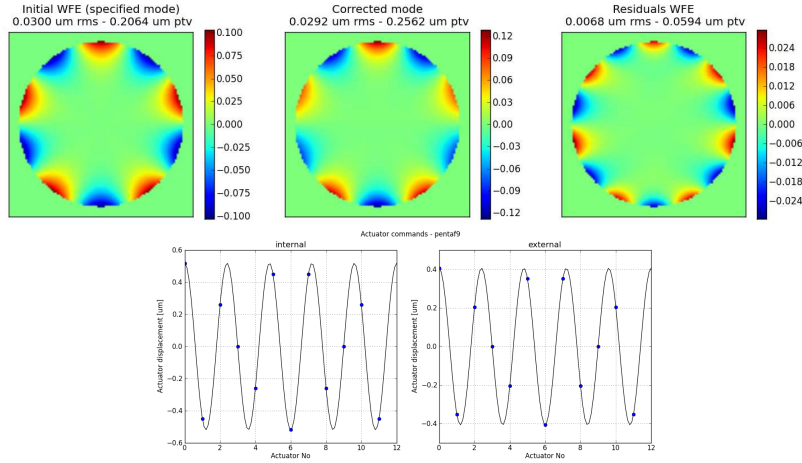 Initial WFE (specified mode)
0.0300 um rms - 0.2064 um ptv
Corrected mode
0.0292 um rms - 0.2562 um ptv
Residuals WFE
0.0068 um rms - 0.0594 um ptv
0.100
0.075
0.050
0.025
0.000
−0.025
−0.050
−0.075
−0.100
0.12
0.09
0.06
0.03
0.00
−0.03
−0.06
−0.09
−0.12
0.024
0.018
0.012
0.006
0.000
−0.006
−0.012
−0.018
−0.024
Actuator commands - pentaf9
internal
Actuator displacement [um]
0.6
0.4
0.2
0.0
−0.2
−0.4
−0.6
0 2 4 6 8 10 12
Actuator No
external
Actuator displacement [um]
0.4
0.2
0.0
−0.2
−0.4
0 2 4 6 8 10 12
Actuator No